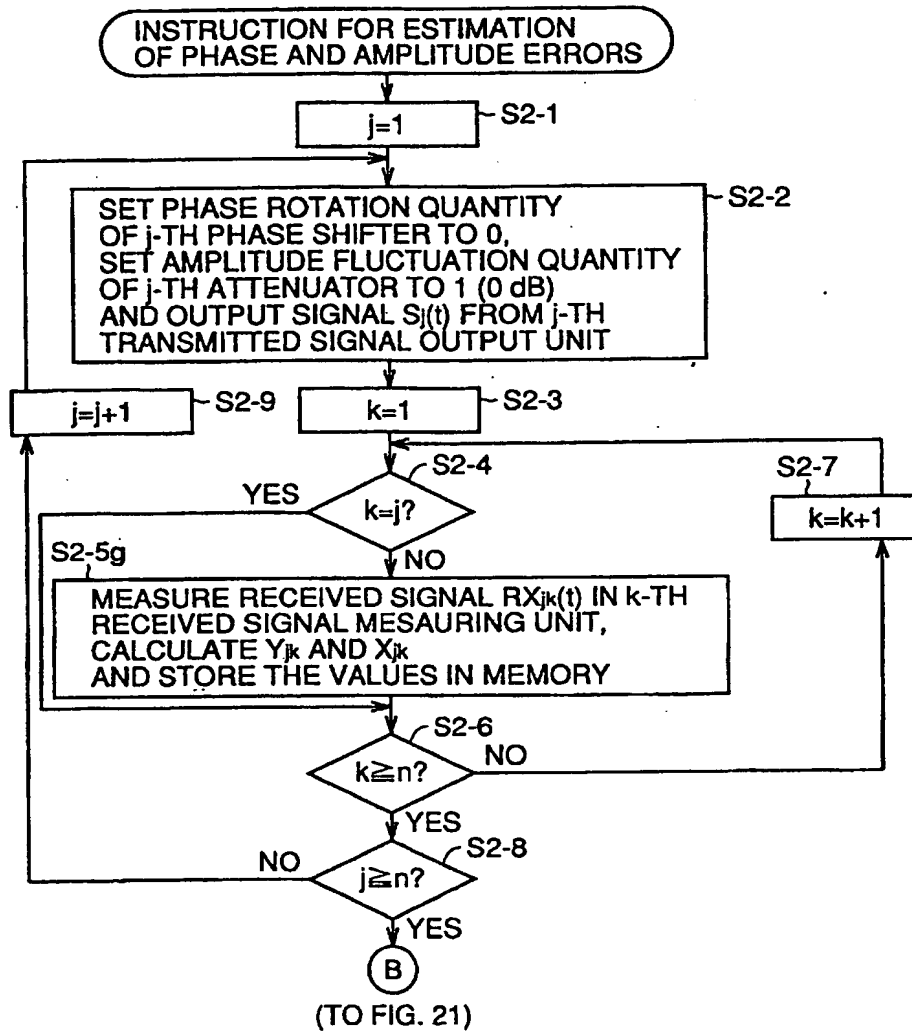 INSTRUCTION FOR ESTIMATION
OF PHASE AND AMPLITUDE ERRORS
j=1
S2-1
S2-2
SET PHASE ROTATION QUANTITY
OF j-TH PHASE SHIFTER TO 0,
SET AMPLITUDE FLUCTUATION QUANTITY
OF j-TH ATTENUATOR TO 1 (0 dB)
AND OUTPUT SIGNAL Sj(t) FROM j-TH
TRANSMITTED SIGNAL OUTPUT UNIT
j=j+1
S2-9
k=1
S2-3
S2-4
S2-7
YES
k=j?
k=k+1
NO
S2-5g
MEASURE RECEIVED SIGNAL RXjk(t) IN k-TH
RECEIVED SIGNAL MESAURING UNIT,
CALCULATE Yjk AND Xjk
AND STORE THE VALUES IN MEMORY
S2-6
k≧n?
NO
YES
S2-8
NO
j≧n?
YES
B
(TO FIG. 21)